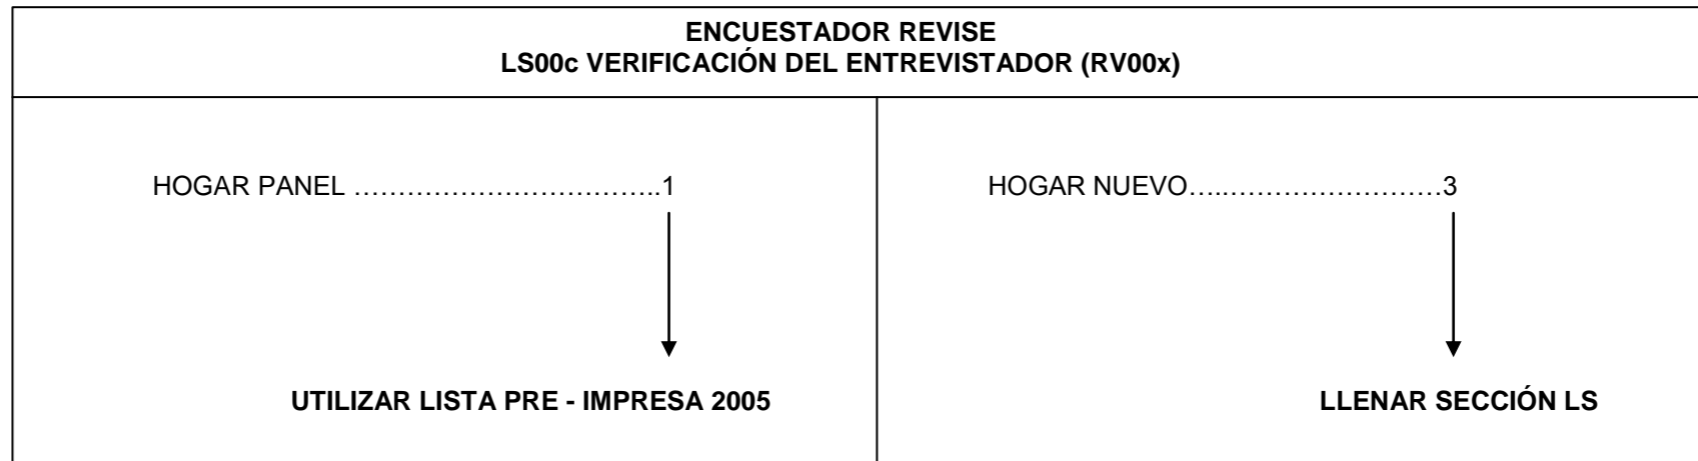 ENCUESTADOR REVISE
LS00c VERIFICACIÓN DEL ENTREVISTADOR (RV00x)
HOGAR PANEL ……………………………..1
HOGAR NUEVO…..……………………3
UTILIZAR LISTA PRE - IMPRESA 2005
LLENAR SECCIÓN LS